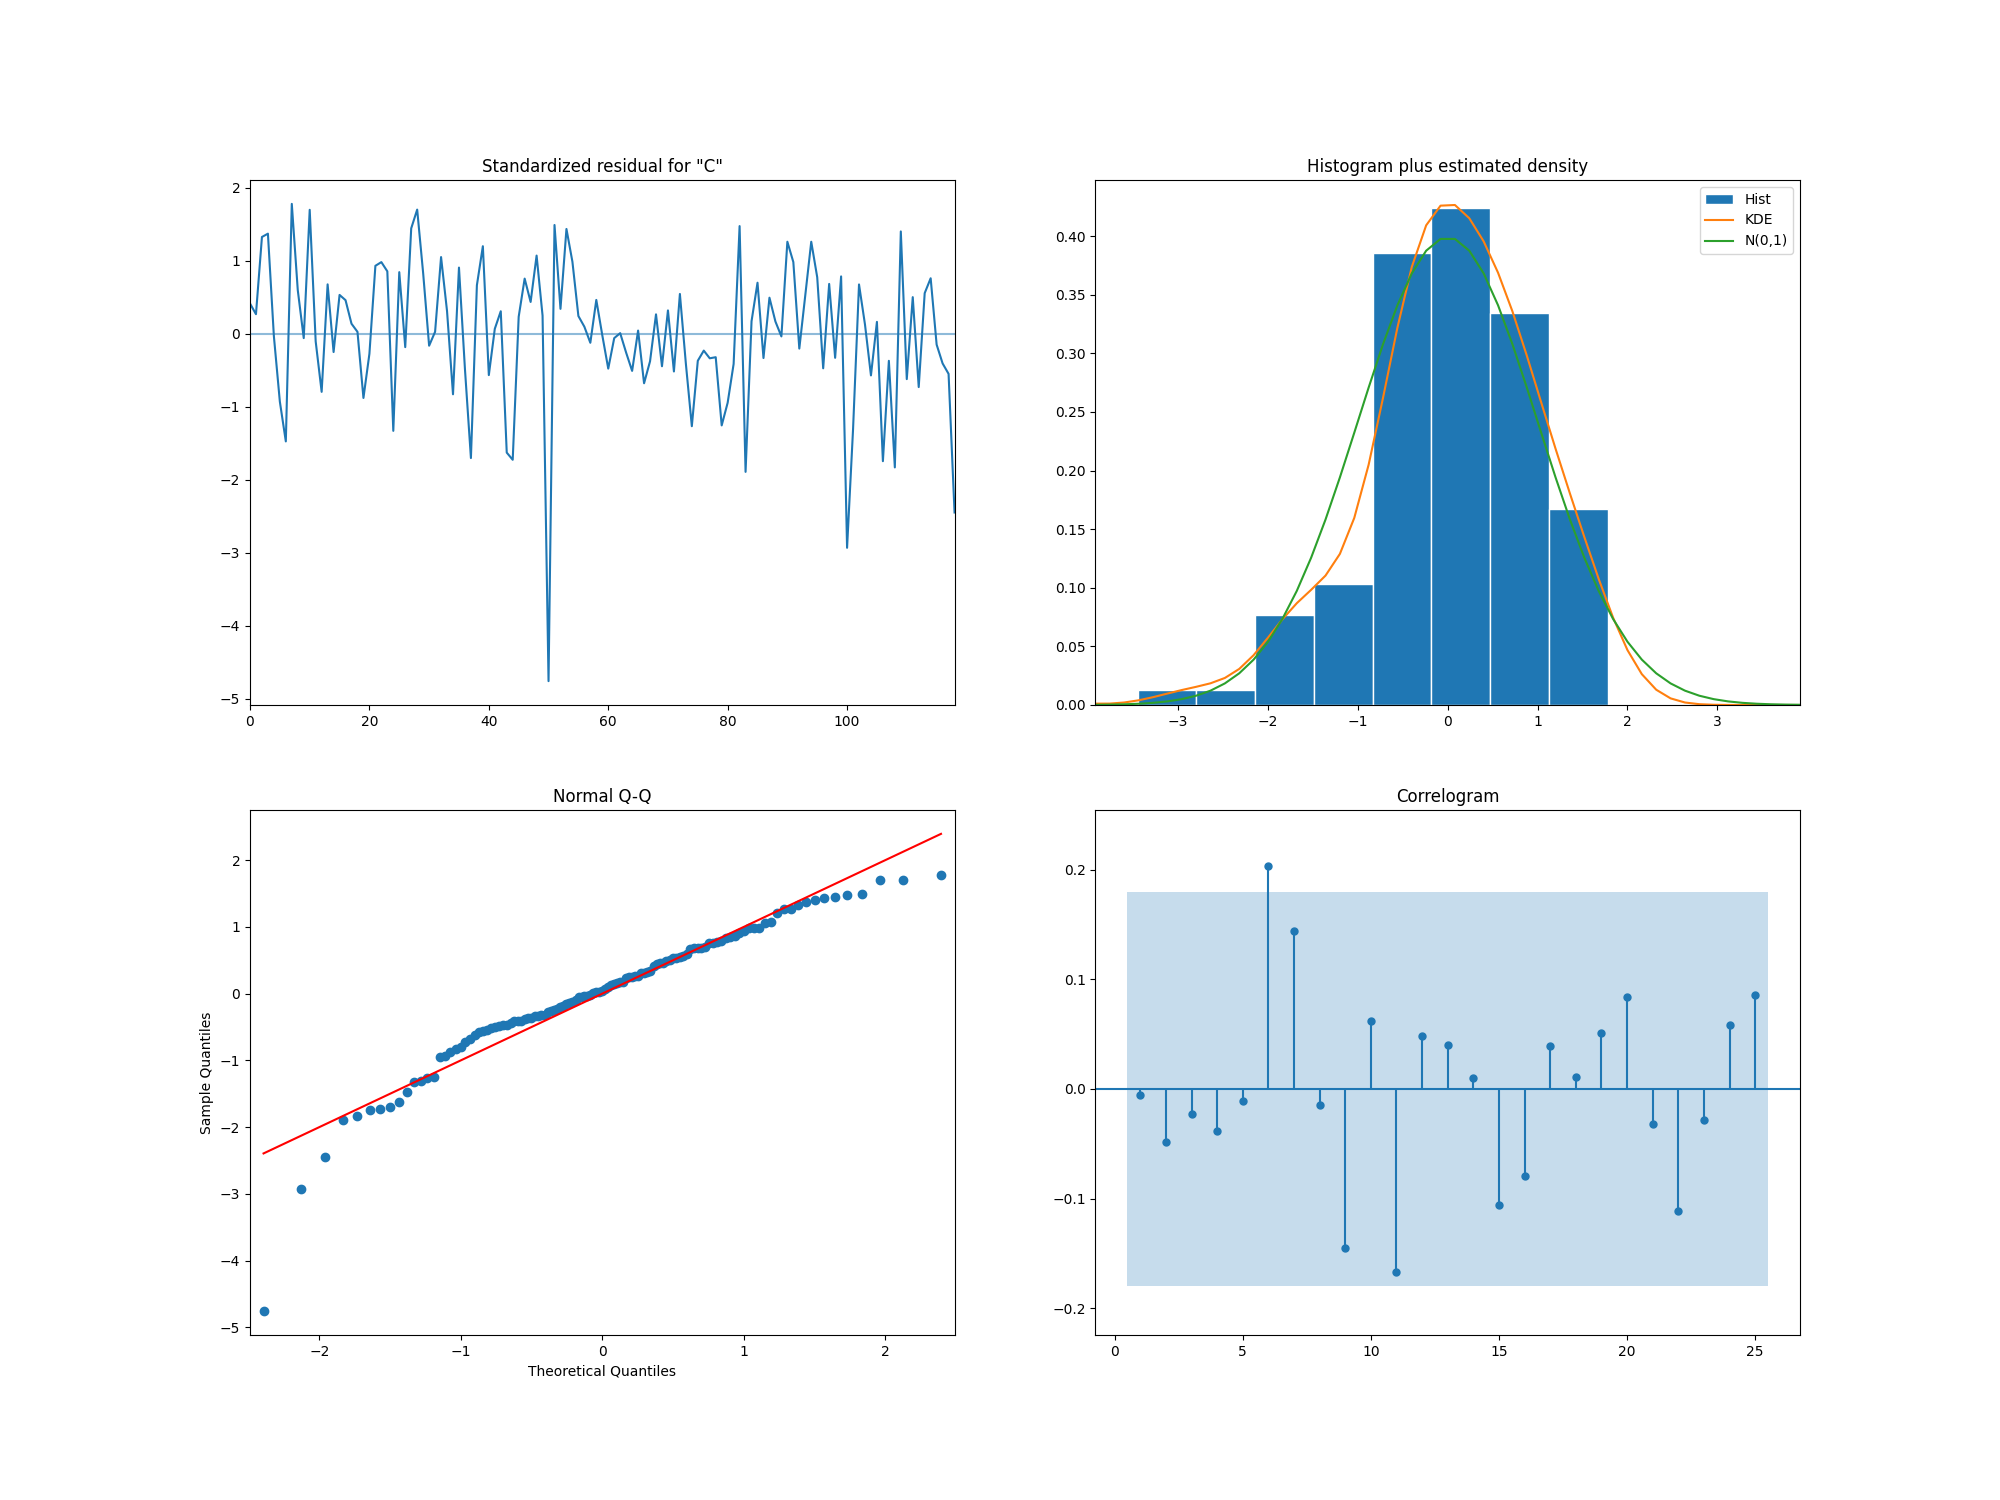 Standardized residual for "C"
2
1
0
−1
−2
−3
−4
−5
0 20 40 60 80 100
Histogram plus estimated density
Hist
KDE
N(0,1)
0.40
0.35
0.30
0.25
0.20
0.15
0.10
0.05
0.00
−3 −2 −1 0 1 2 3
Normal Q-Q
Sample Quantiles
2
1
0
−1
−2
−3
−4
−5
−2 −1 0 1 2
Theoretical Quantiles
Correlogram
0.2
0.1
0.0
−0.1
−0.2
0 5 10 15 20 25